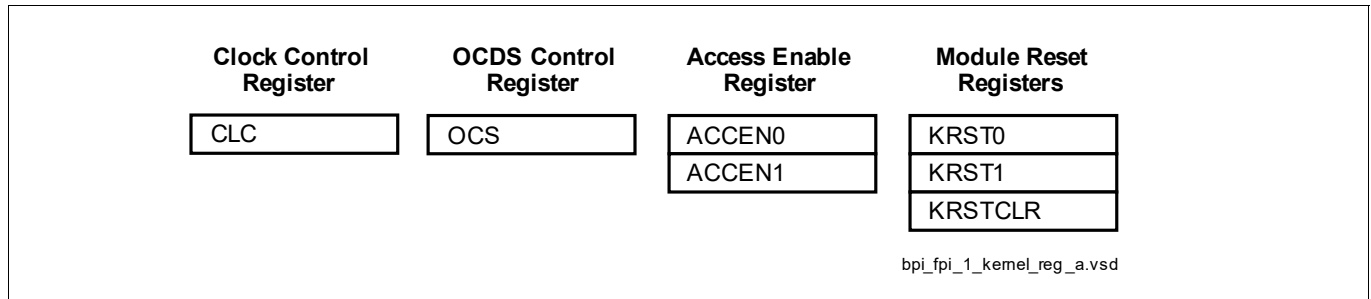 Clock Control
Register
OCDS Control
Register
Access Enable
Register
Module Reset
Registers
CLC
OCS
ACCEN0
ACCEN1
KRST0
KRST1
KRSTCLR
bpi_fpi_1_kernel_reg_a.vsd